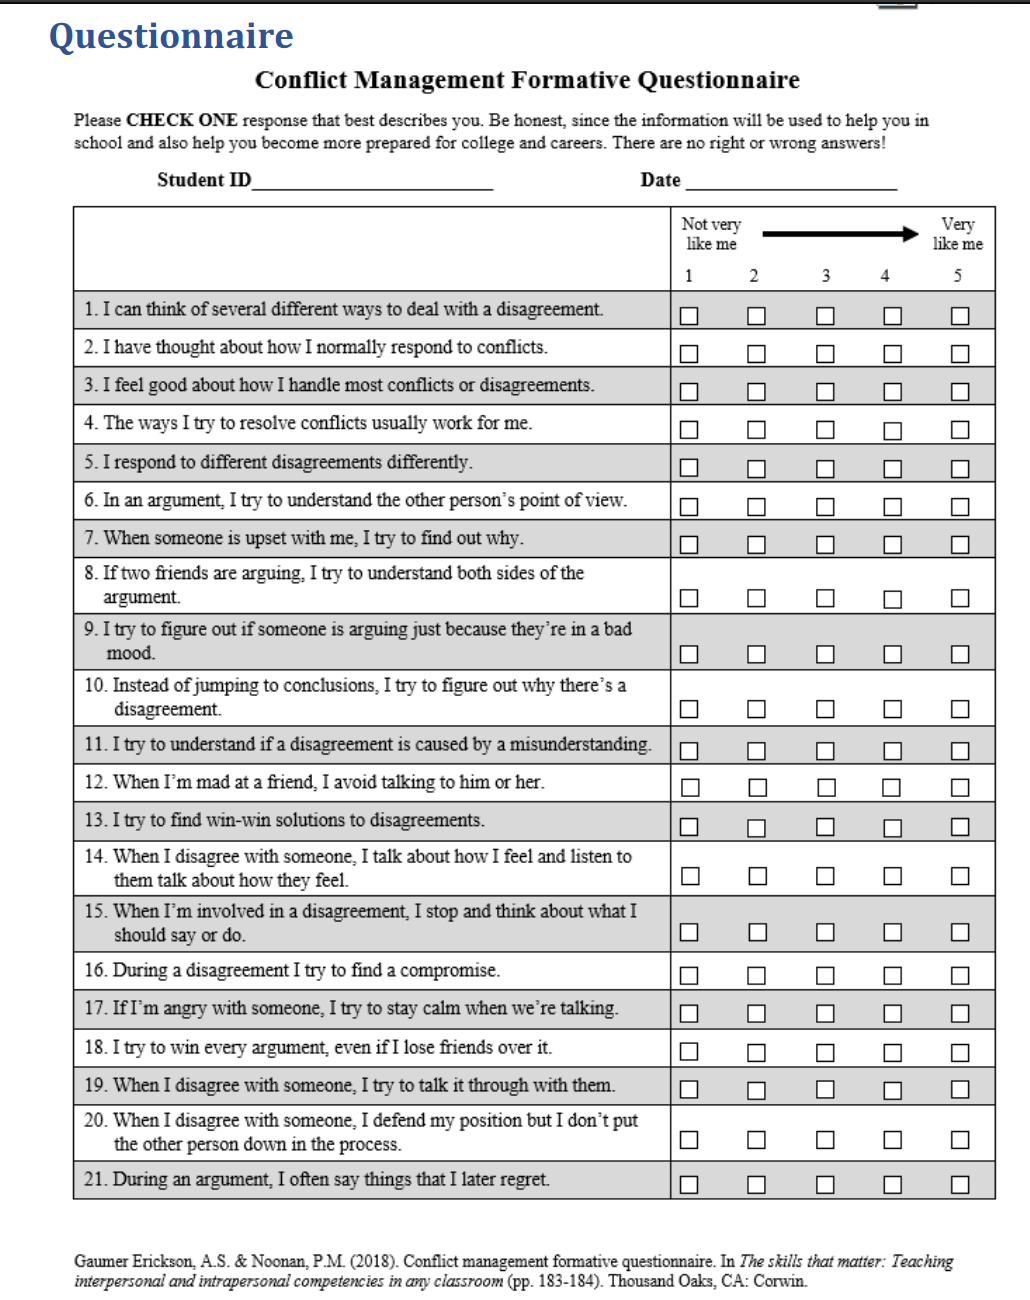 Questionnaire
Conflict Management Formative Questionnaire
Please CHECK ONE response that best describes you. Be honest, since the information will be used to help you in
school and also help you become more prepared for college and careers. There are no right or wrong answers!
Student ID______________________ Date ___________________
Not very Very
like me like me
1 2 3 4 5
1. I can think of several different ways to deal with a disagreement.
2. I have thought about how I normally respond to conflicts.
3. I feel good about how I handle most conflicts or disagreements.
4. The ways I try to resolve conflicts usually work for me.
5. I respond to different disagreements differently.
6. In an argument, I try to understand the other person's point of view.
7. When someone is upset with me, I try to find out why.
8. If two friends are arguing, I try to understand both sides of the
argument.
9. I try to figure out if someone is arguing just because they're in a bad
mood.
10. Instead of jumping to conclusions, I try to figure out why there's a
disagreement.
11. I try to understand if a disagreement is caused by a misunderstanding.
12. When I'm mad at a friend, I avoid talking to him or her.
13. I try to find win-win solutions to disagreements.
14. When I disagree with someone, I talk about how I feel and listen to
them talk about how they feel.
15. When I'm involved in a disagreement, I stop and think about what I
should say or do.
16. During a disagreement I try to find a compromise.
17. If I'm angry with someone, I try to stay calm when we're talking.
18. I try to win every argument, even if I lose friends over it.
19. When I disagree with someone, I try to talk it through with them.
20. When I disagree with someone, I defend my position but I don't put
the other person down in the process.
21. During an argument, I often say things that I later regret.
Gaumer Erickson, A.S. & Noonan, P.M. (2018). Conflict management formative questionnaire. In The skills that matter: Teaching
interpersonal and intrapersonal competencies in any classroom (pp. 183-184). Thousand Oaks, CA: Corwin.